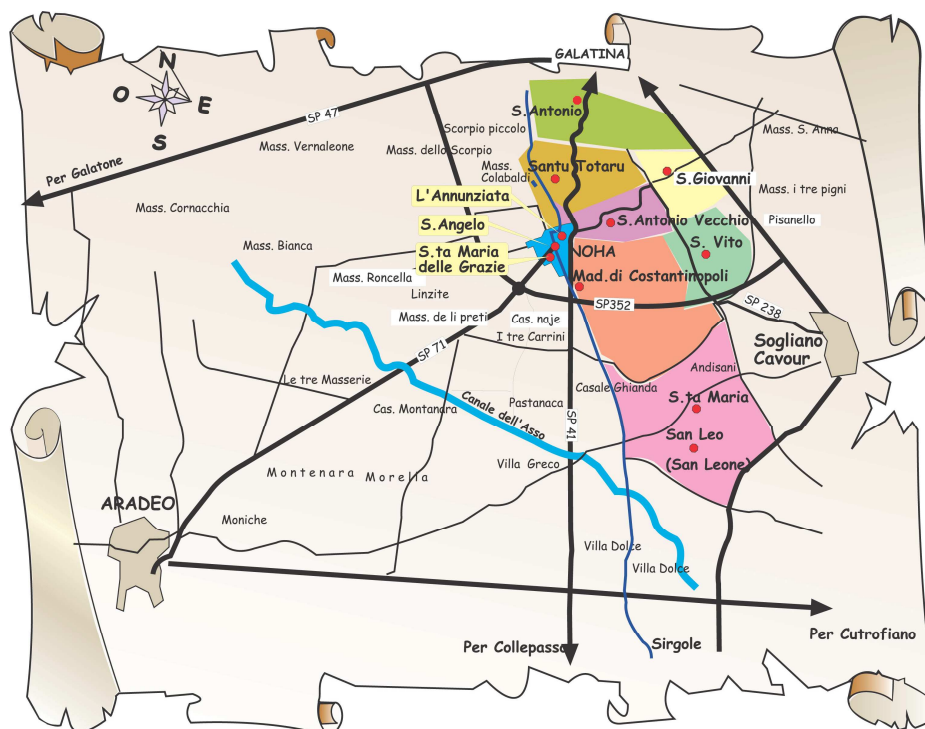 GALATINA
N
O
E
S
SP 47
Per Galatone
S.Antonio
Scorpio piccolo
Mass. S. Anna
Mass. Vernaleone
Mass. dello Scorpio
Mass.
Colabaldi
Santu Totaru
S.Giovanni
Mass. i tre pigni
L'Annunziata
Mass. Cornacchia
S.Angelo
S.Antonio Vecchio
Pisanello
Mass. Bianca
S.ta Maria
delle Grazie
NOHA
S. Vito
Mass. Roncella
Mad.di Costantinopoli
Linzite
SP352
SP 238
Mass. de li preti
Cas. naje
I tre Carrini
Sogliano
Cavour
SP 71
Andisani
Le tre Masserie
Casale Ghianda
S.ta Maria
Cas. Montanara
Pastanaca
Canale dell'Asso
SP 41
San Leo
(San Leone)
Villa Greco
Montenara
Morella
ARADEO
Moniche
Villa Dolce
Villa Dolce
Per Collepasso
Sirgole
Per Cutrofiano